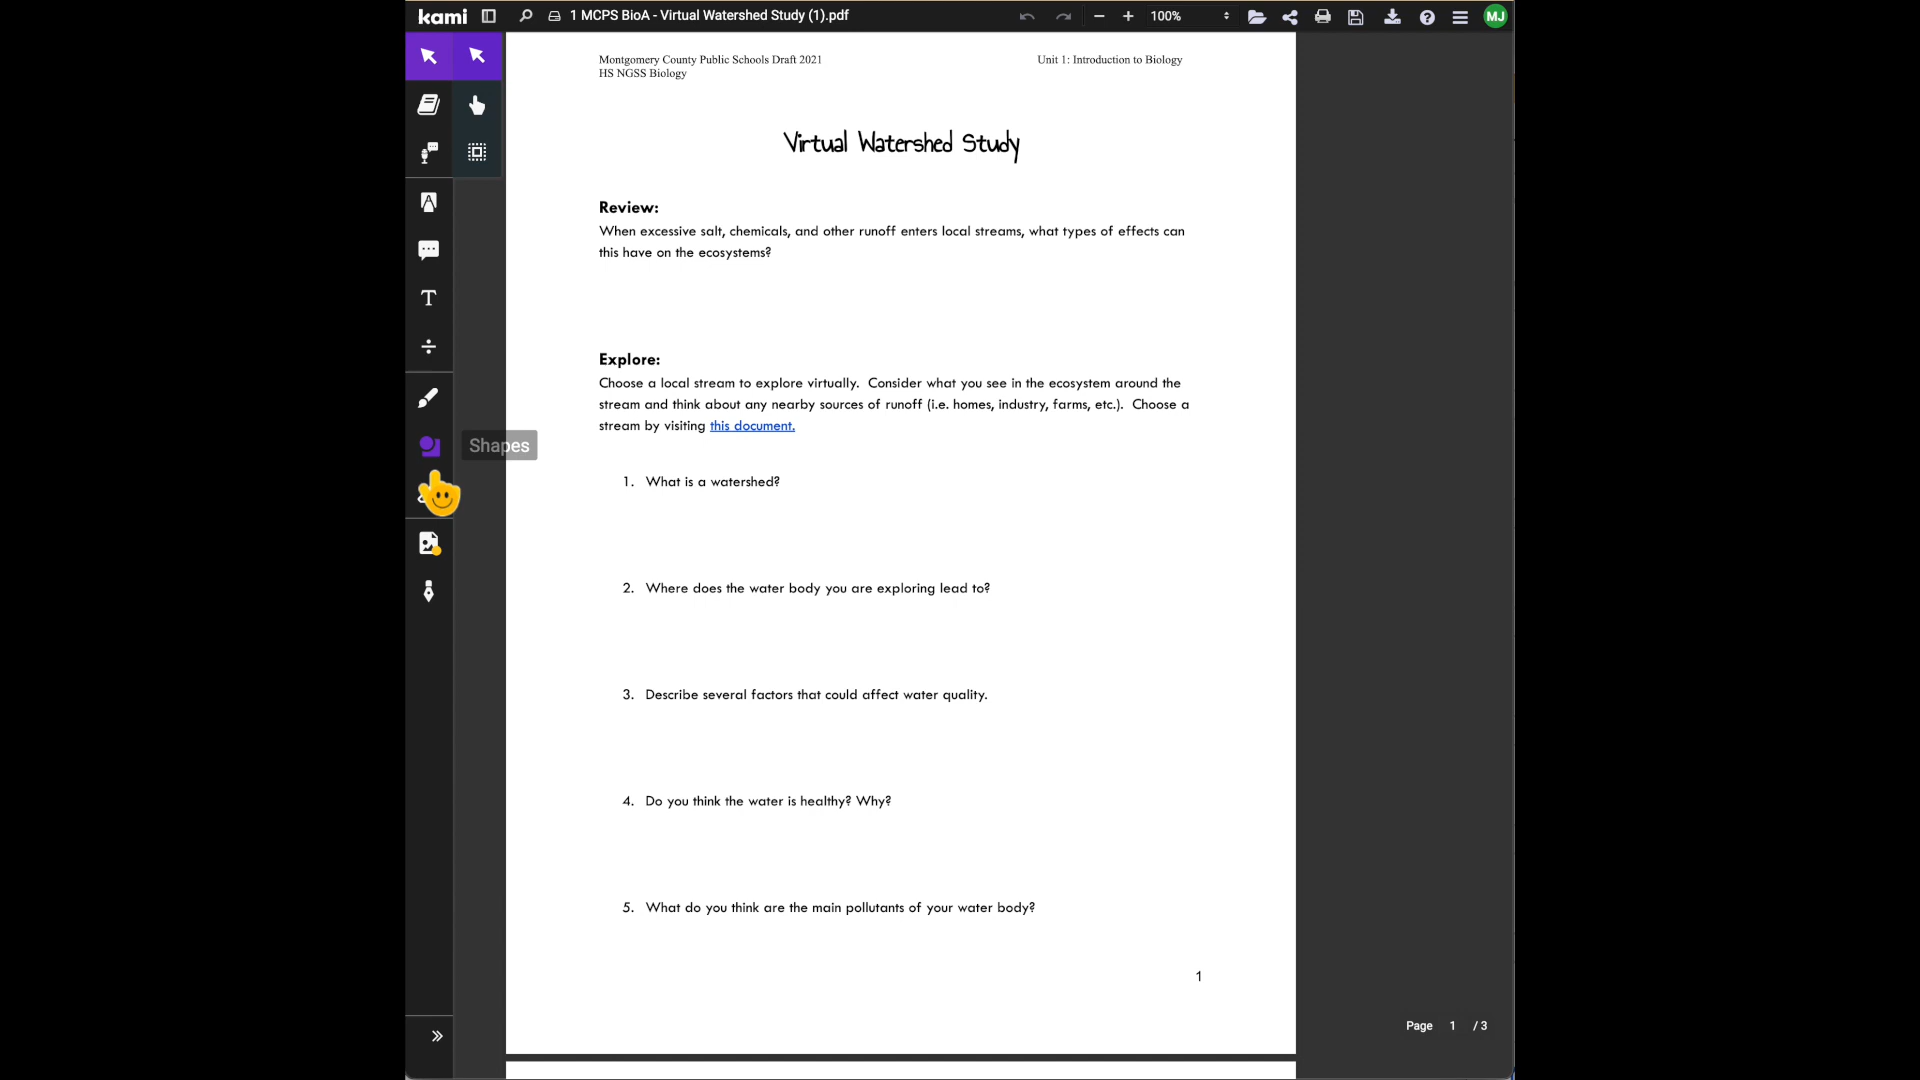 kami
1 MCPS BioA - Virtual Watershed Study (1).pdf
100%
MJ
Montgomery County Public Schools Draft 2021
HS NGSS Biology
Unit 1: Introduction to Biology
Virtual Watershed Study
Review:
When excessive salt, chemicals, and other runoff enters local streams, what types of effects can
this have on the ecosystems?
Explore:
Choose a local stream to explore virtually.  Consider what you see in the ecosystem around the
stream and think about any nearby sources of runoff (i.e. homes, industry, farms, etc.).  Choose a
stream by visiting this document.
Shapes
1. What is a watershed?
2. Where does the water body you are exploring lead to?
3. Describe several factors that could affect water quality.
4. Do you think the water is healthy? Why?
5. What do you think are the main pollutants of your water body?
1
Page 1 / 3